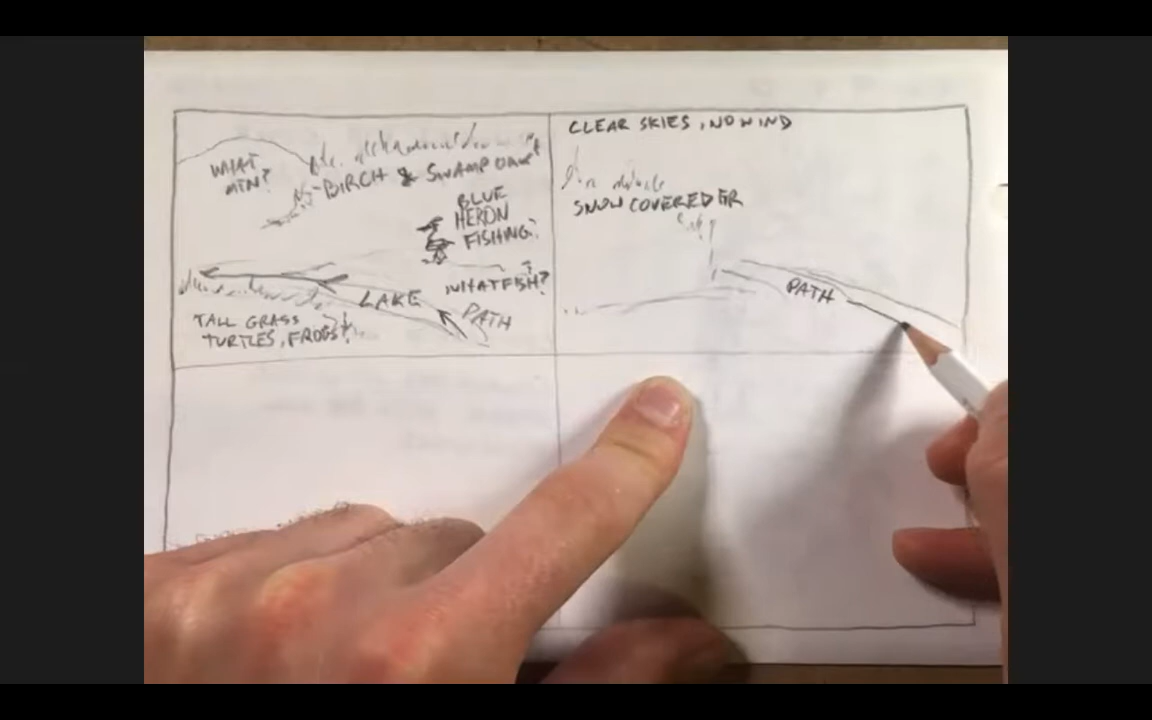 WHAT
MTN?
BIRCH & SWAMP OAK
BLUE
HERON
FISHING?
WHAT FISH?
LAKE
PATH
TALL GRASS
TURTLES, FROGS?
CLEAR SKIES, NO WIND
SNOW COVERED
PATH